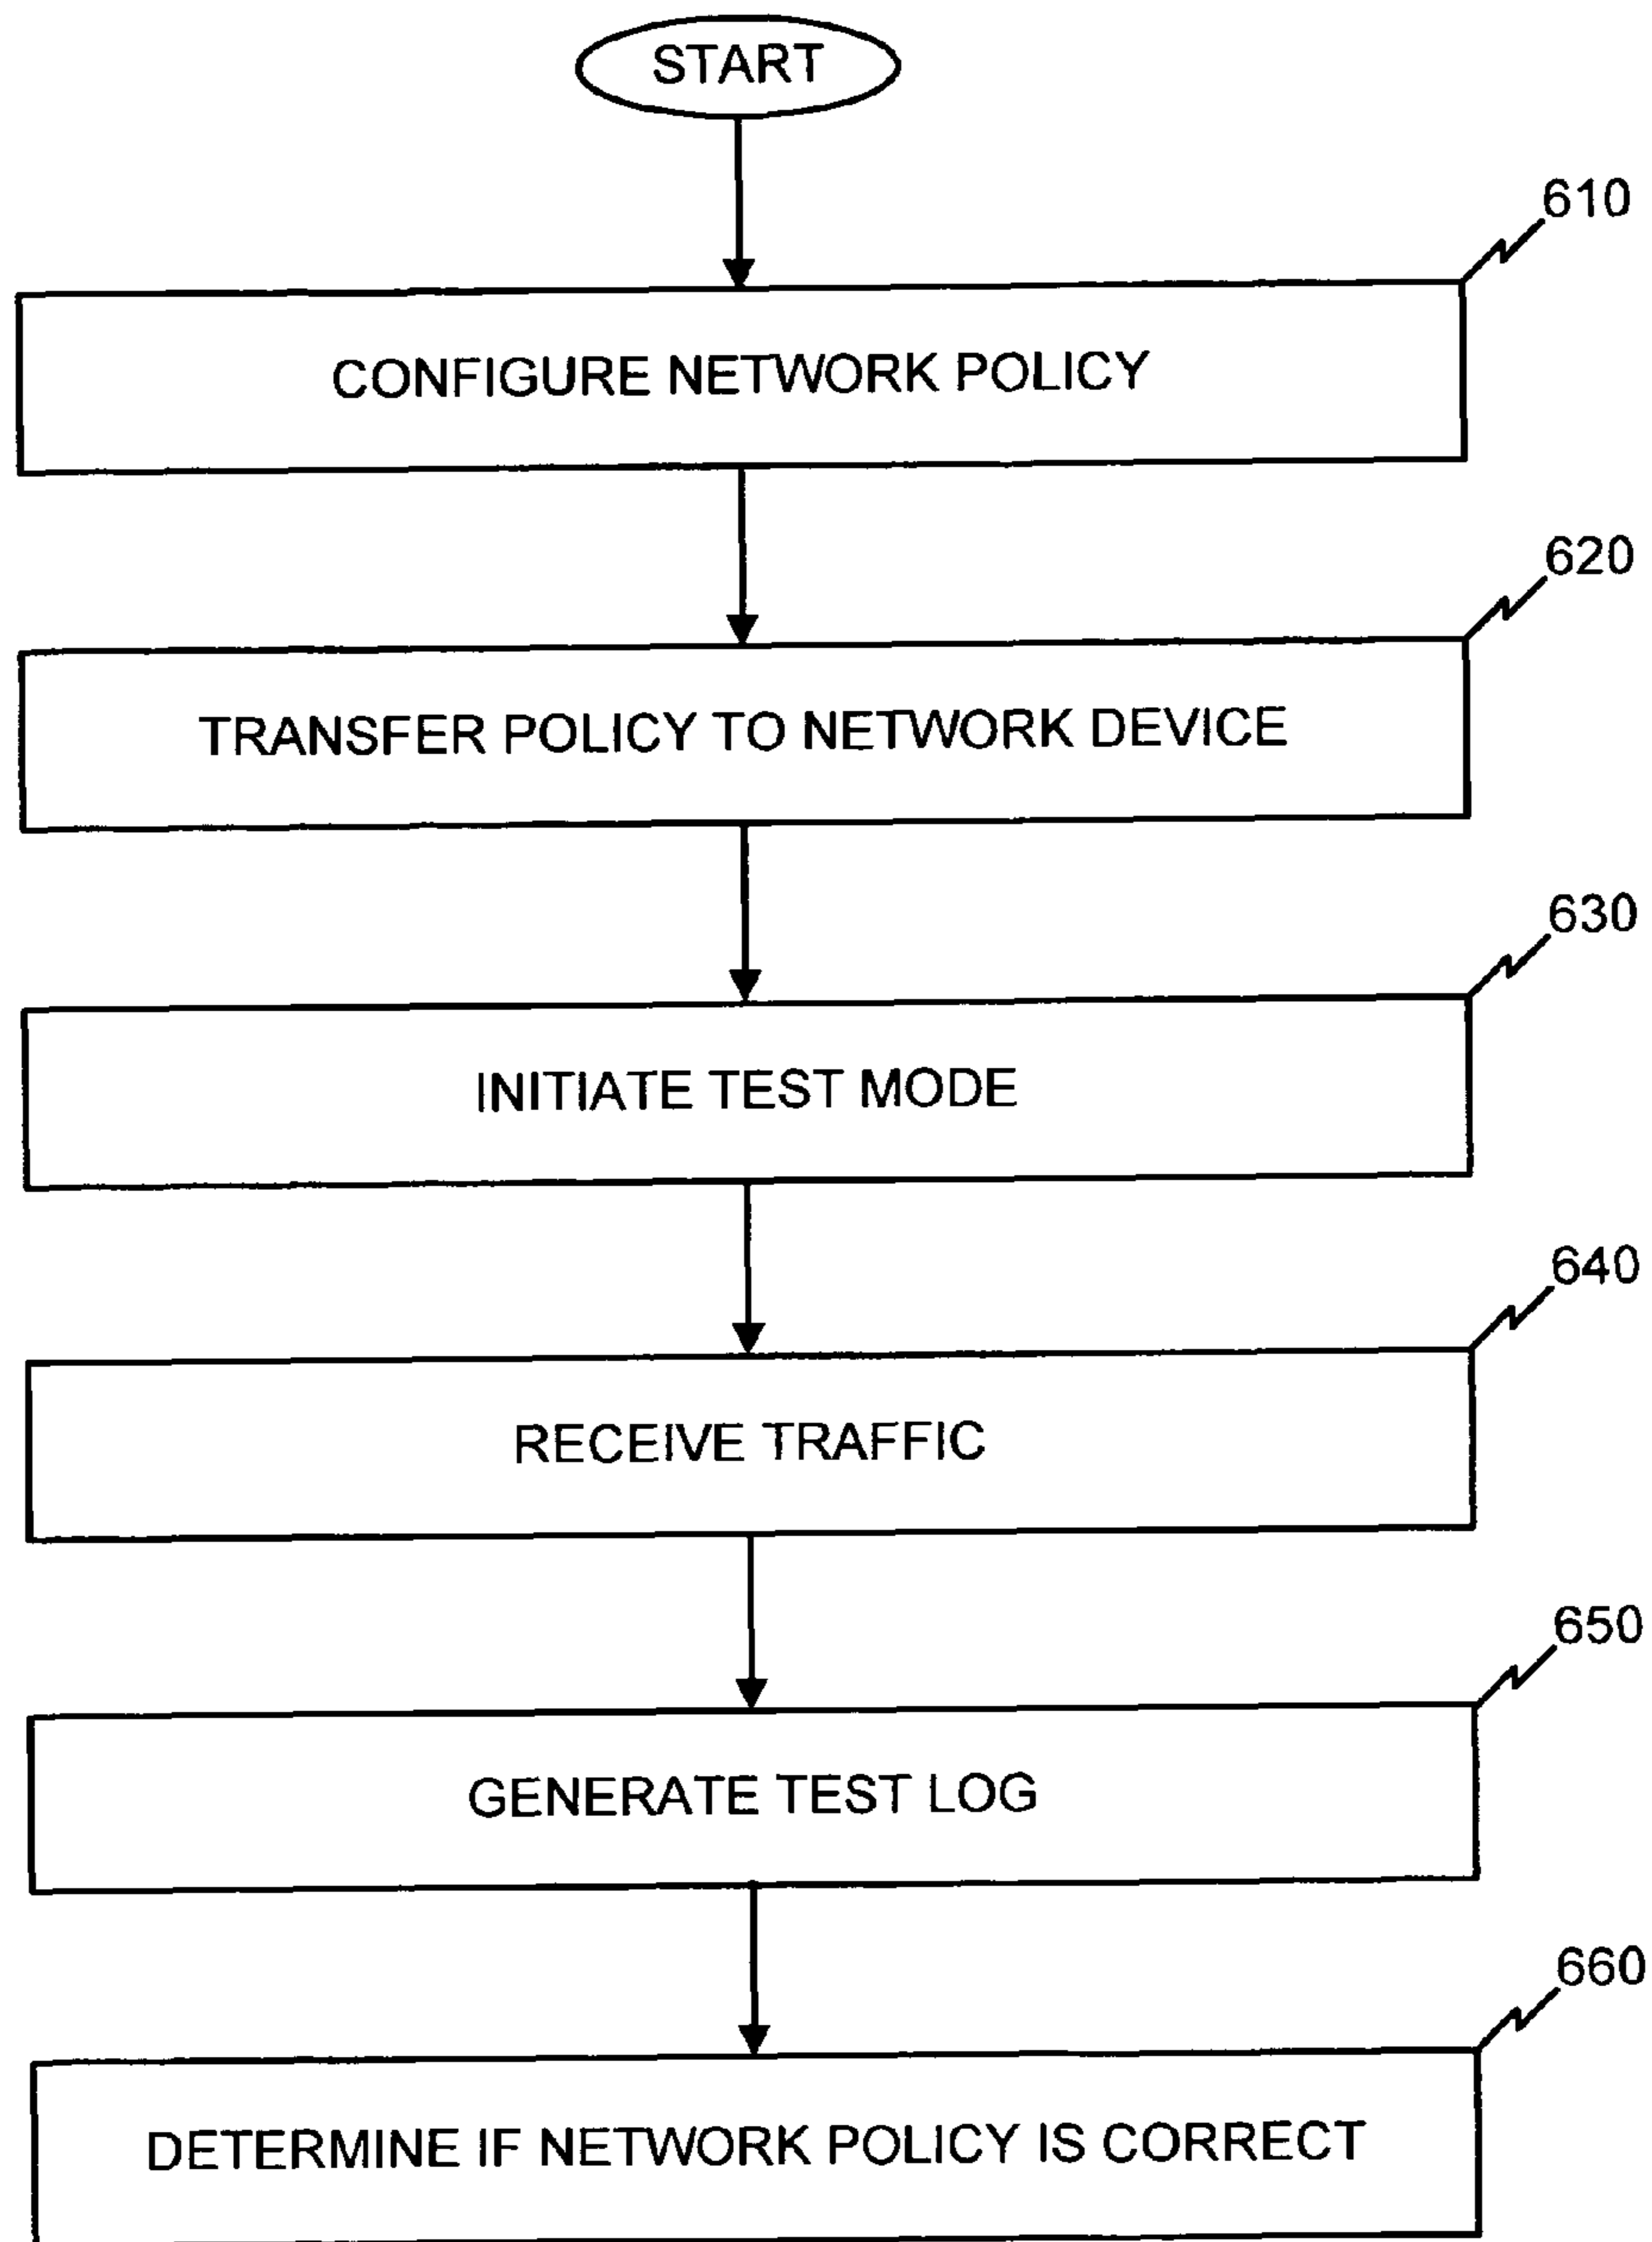 START
610
CONFIGURE NETWORK POLICY
620
TRANSFER POLICY TO NETWORK DEVICE
630
INITIATE TEST MODE
640
RECEIVE TRAFFIC
650
GENERATE TEST LOG
660
DETERMINE IF NETWORK POLICY IS CORRECT